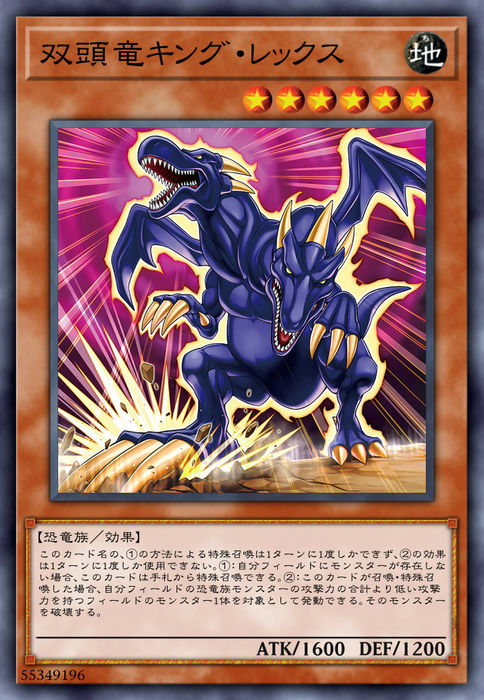 双頭竜キング・レックス
ち
地
【恐竜族/効果】
このカード名の、①の方法による特殊召喚は1ターンに1度しかできず、②の効果
は1ターンに1度しか使用できない。①:自分フィールドにモンスターが存在しな
い場合、このカードは手札から特殊召喚できる。②:このカードが召喚・特殊召
喚した場合、自分フィールドの恐竜族モンスターの攻撃力の合計より低い攻撃
力を持つフィールドのモンスター1体を対象として発動できる。そのモンスター
を破壊する。
ATK/1600 DEF/1200
55349196